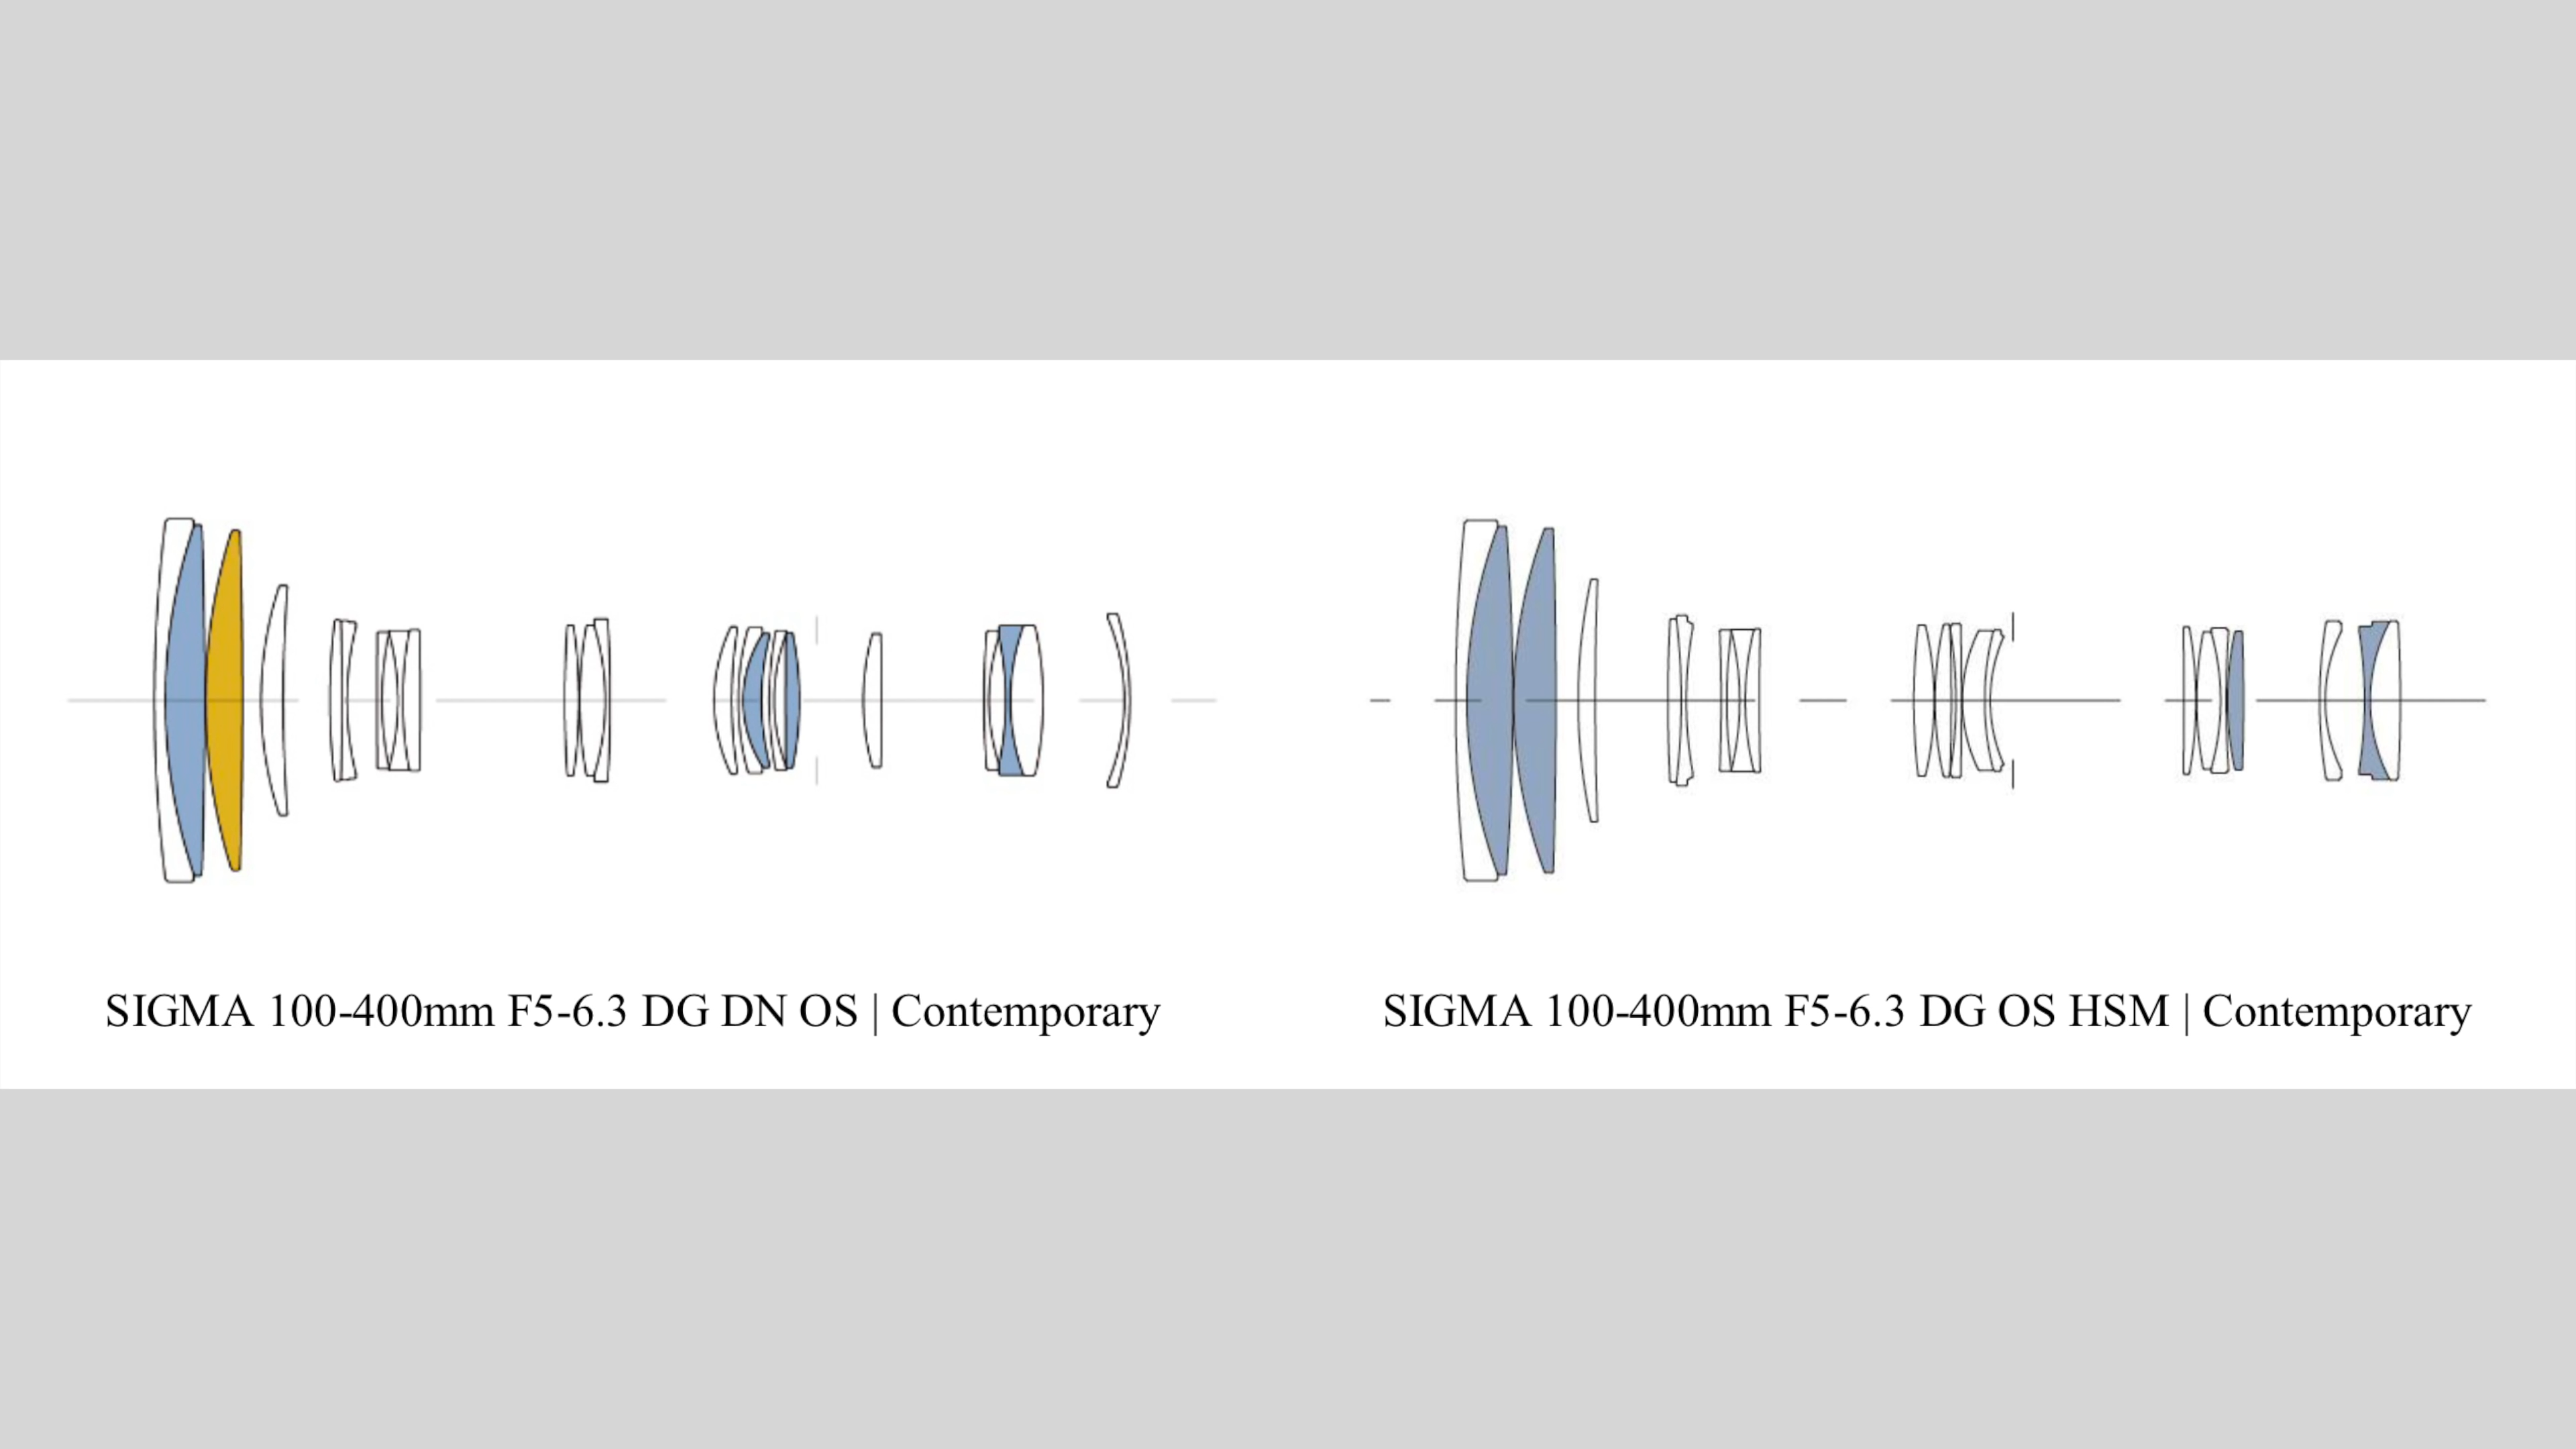 SIGMA 100-400mm F5-6.3 DG DN OS | Contemporary
SIGMA 100-400mm F5-6.3 DG OS HSM | Contemporary